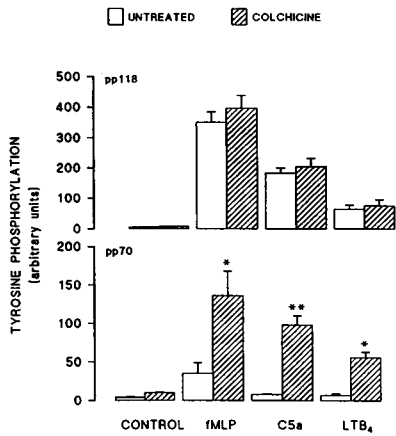 UNTREATED COLCHICINE
TYROSINE PHOSPHORYLATION
(arbitrary units)
pp118
500
400
300
200
100
0
pp70
200
150
100
50
0
*
**
*
CONTROL fMLP C5a LTB₄